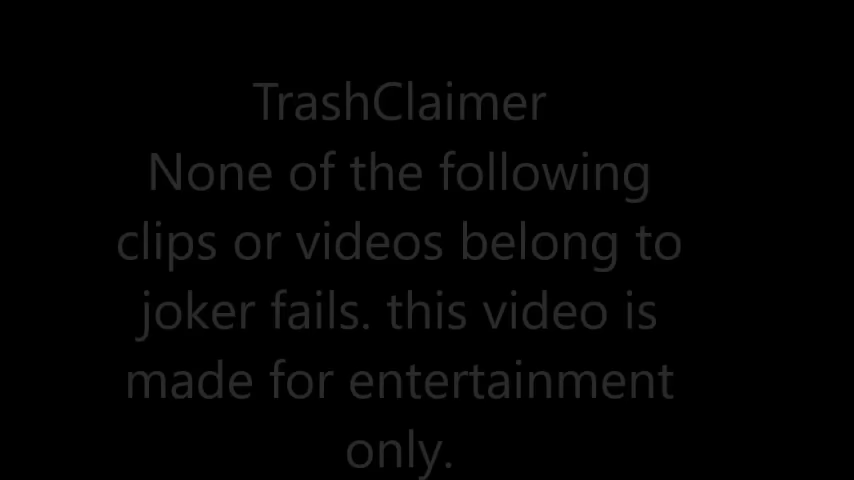 TrashClaimer
None of the following
clips or videos belong to
joker fails. this video is
made for entertainment
only.